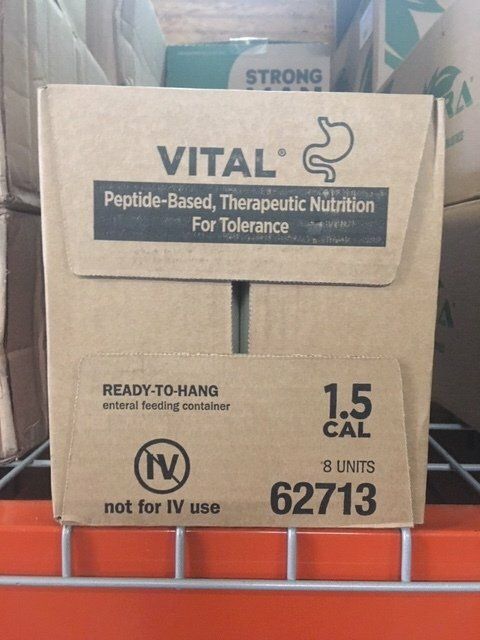 STRONG
VITAL®
Peptide-Based, Therapeutic Nutrition
For Tolerance
READY-TO-HANG
enteral feeding container
1.5
CAL
IV
not for IV use
8 UNITS
62713